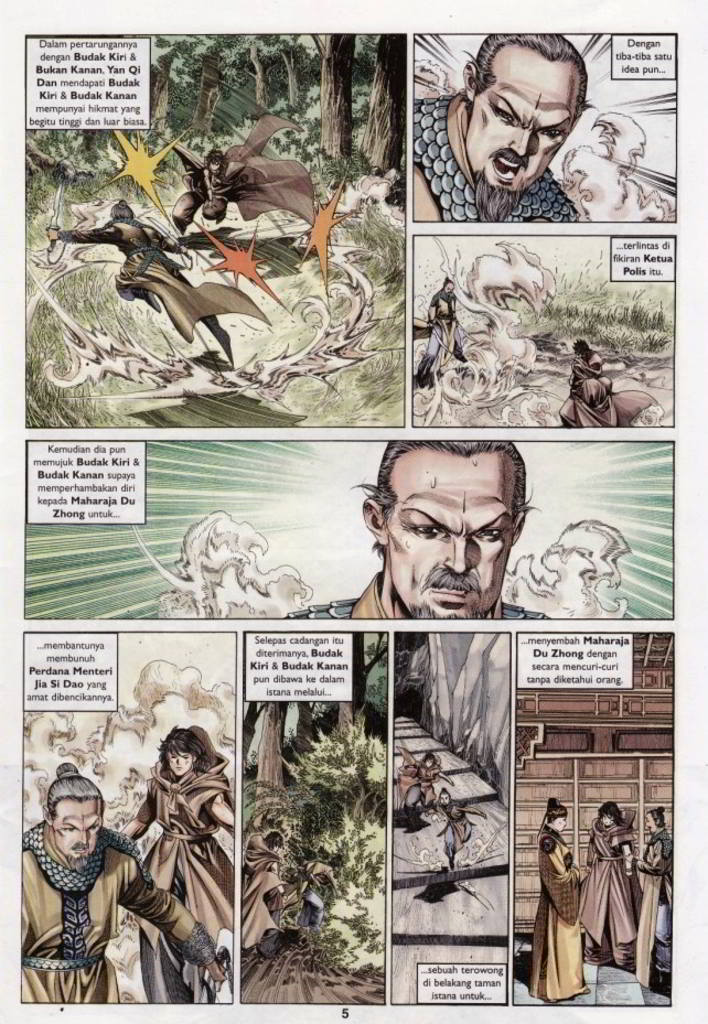 Dalam pertarungannya
dengan Budak Kiri &
Bukan Kanan, Yan Qi
Dan mendapati Budak
Kiri & Budak Kanan
mempunyai hikmat yang
begitu tinggi dan luar biasa.
Dengan
tiba-tiba satu
idea pun...
...terlintas di
fikiran Ketua
Polis itu.
Kemudian dia pun
memujuk Budak Kiri &
Budak Kanan supaya
memperhambakan diri
kepada Maharaja Du
Zhong untuk...
...membantunya
membunuh
Perdana Menteri
Jia Si Dao yang
amat dibencikannya.
Selepas cadangan itu
diterimanya, Budak
Kiri & Budak Kanan
pun dibawa ke dalam
istana melalui...
...sebuah terowong
di belakang taman
istana untuk...
...menyembah Maharaja
Du Zhong dengan
secara mencuri-curi
tanpa diketahui orang.
5